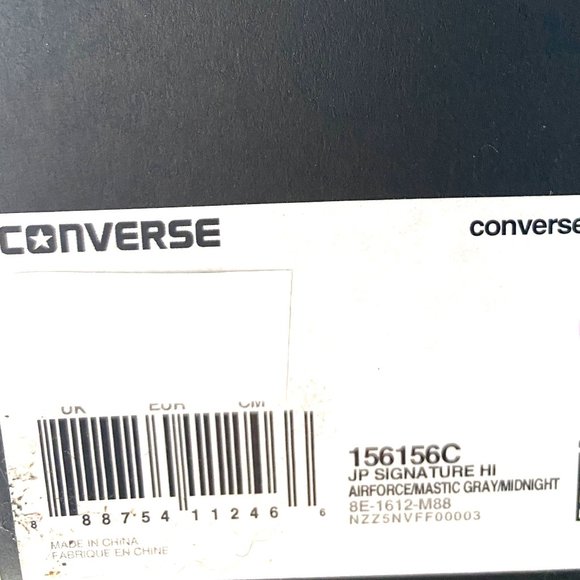 CONVERSE
converse
UK EUR CM
156156C
JP SIGNATURE HI
AIRFORCE/MASTIC GRAY/MIDNIGHT
8E-1612-M88
NZZSNVFF00003
8 88754 11246 6
MADE IN CHINA
FABRIQUE EN CHINE